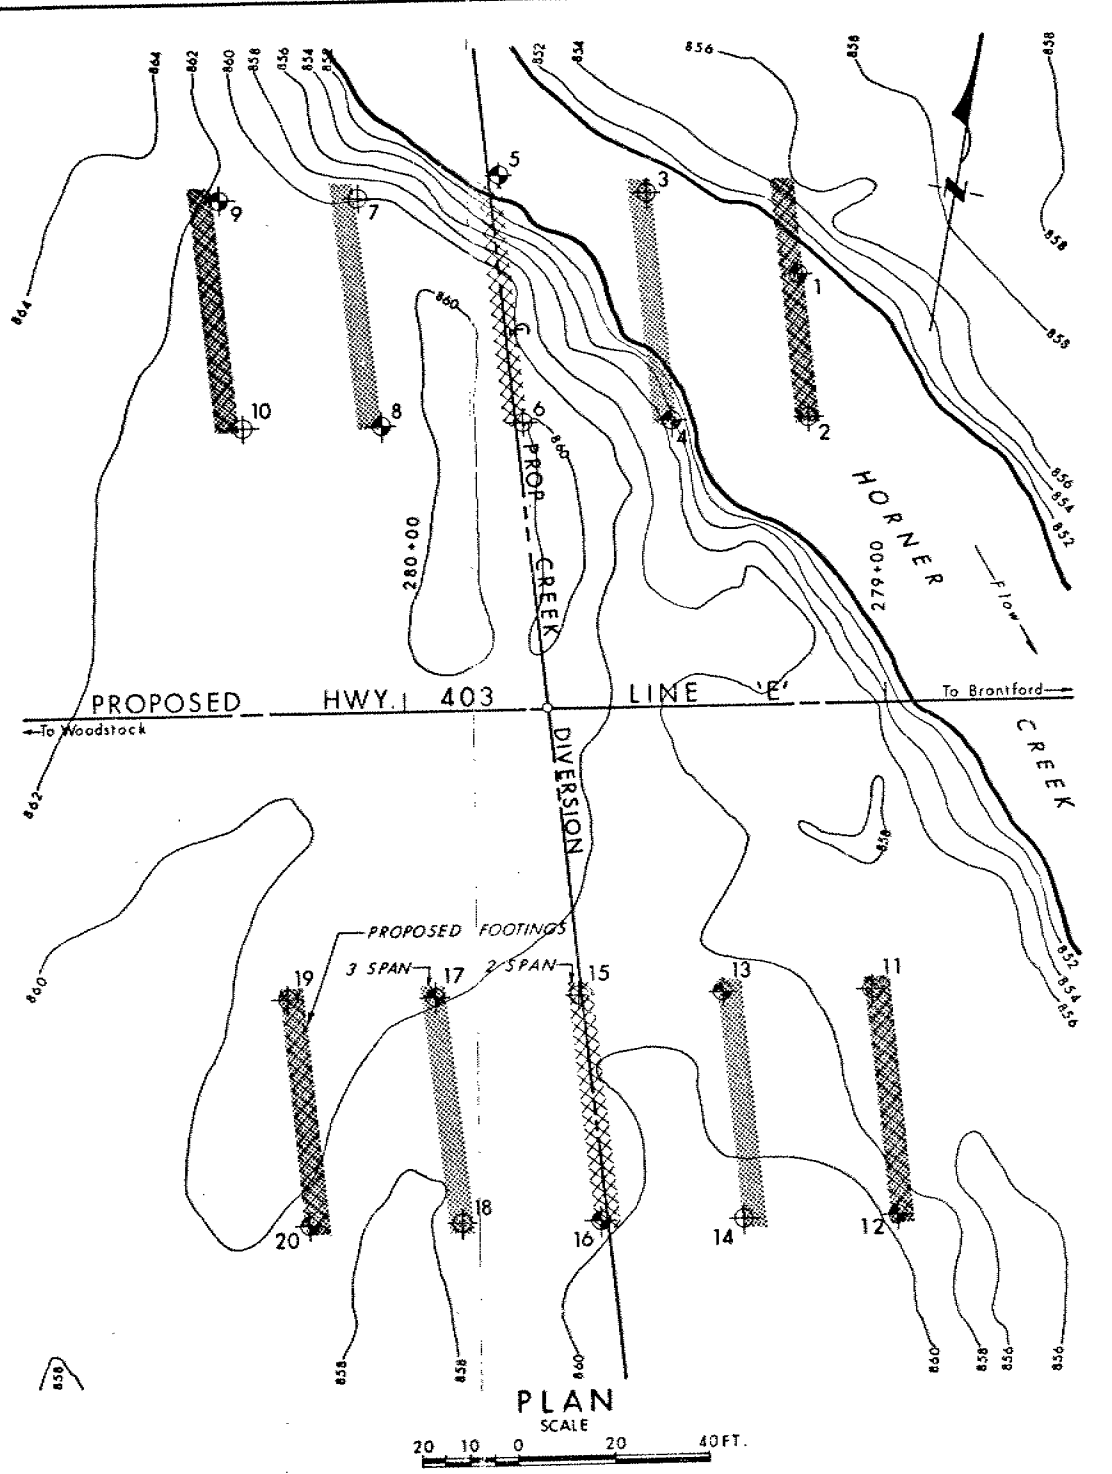 864 862 860 858 856 854 852 852 854 856 858 858
5
3
9 7
N
1
858
858
864
860
10 8 6 4 2
860
856
854
852
HORNER
PROP. CREEK
280+00
279+00
Flow
PROPOSED HWY. 403 LINE 'E'
To Brantford
To Woodstock
CREEK
DIVERSION
862
858
PROPOSED FOOTINGS
3 SPAN 2 SPAN
852
854
856
860
19 17 15 13 11
20 18 16 14 12
858
858 858 860 860 858 856 856
PLAN
SCALE
20 10 0 20 40 FT.